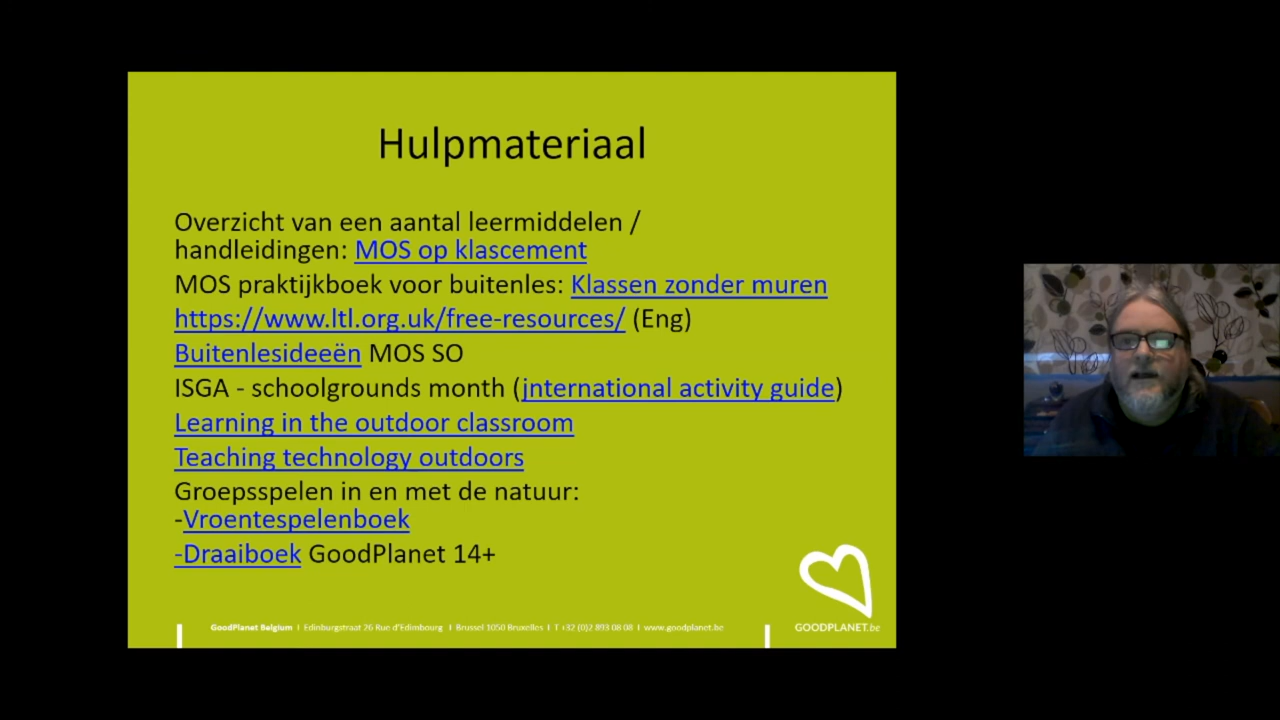 Hulpmateriaal
Overzicht van een aantal leermiddelen /
handleidingen: MOS op klascement
MOS praktijkboek voor buitenles: Klassen zonder muren
https://www.ltl.org.uk/free-resources/ (Eng)
Buitenlesideeën MOS SO
ISGA - schoolgrounds month (jnternational activity guide)
Learning in the outdoor classroom
Teaching technology outdoors
Groepsspelen in en met de natuur:
-Vroentespelenboek
-Draaiboek GoodPlanet 14+
GoodPlanet Belgium I Edinburgstraat 26 Rue d'Edimbourg I Brussel 1050 Bruxelles I T +32 (0)2 893 08 08 I www.goodplanet.be
GOODPLANET.be